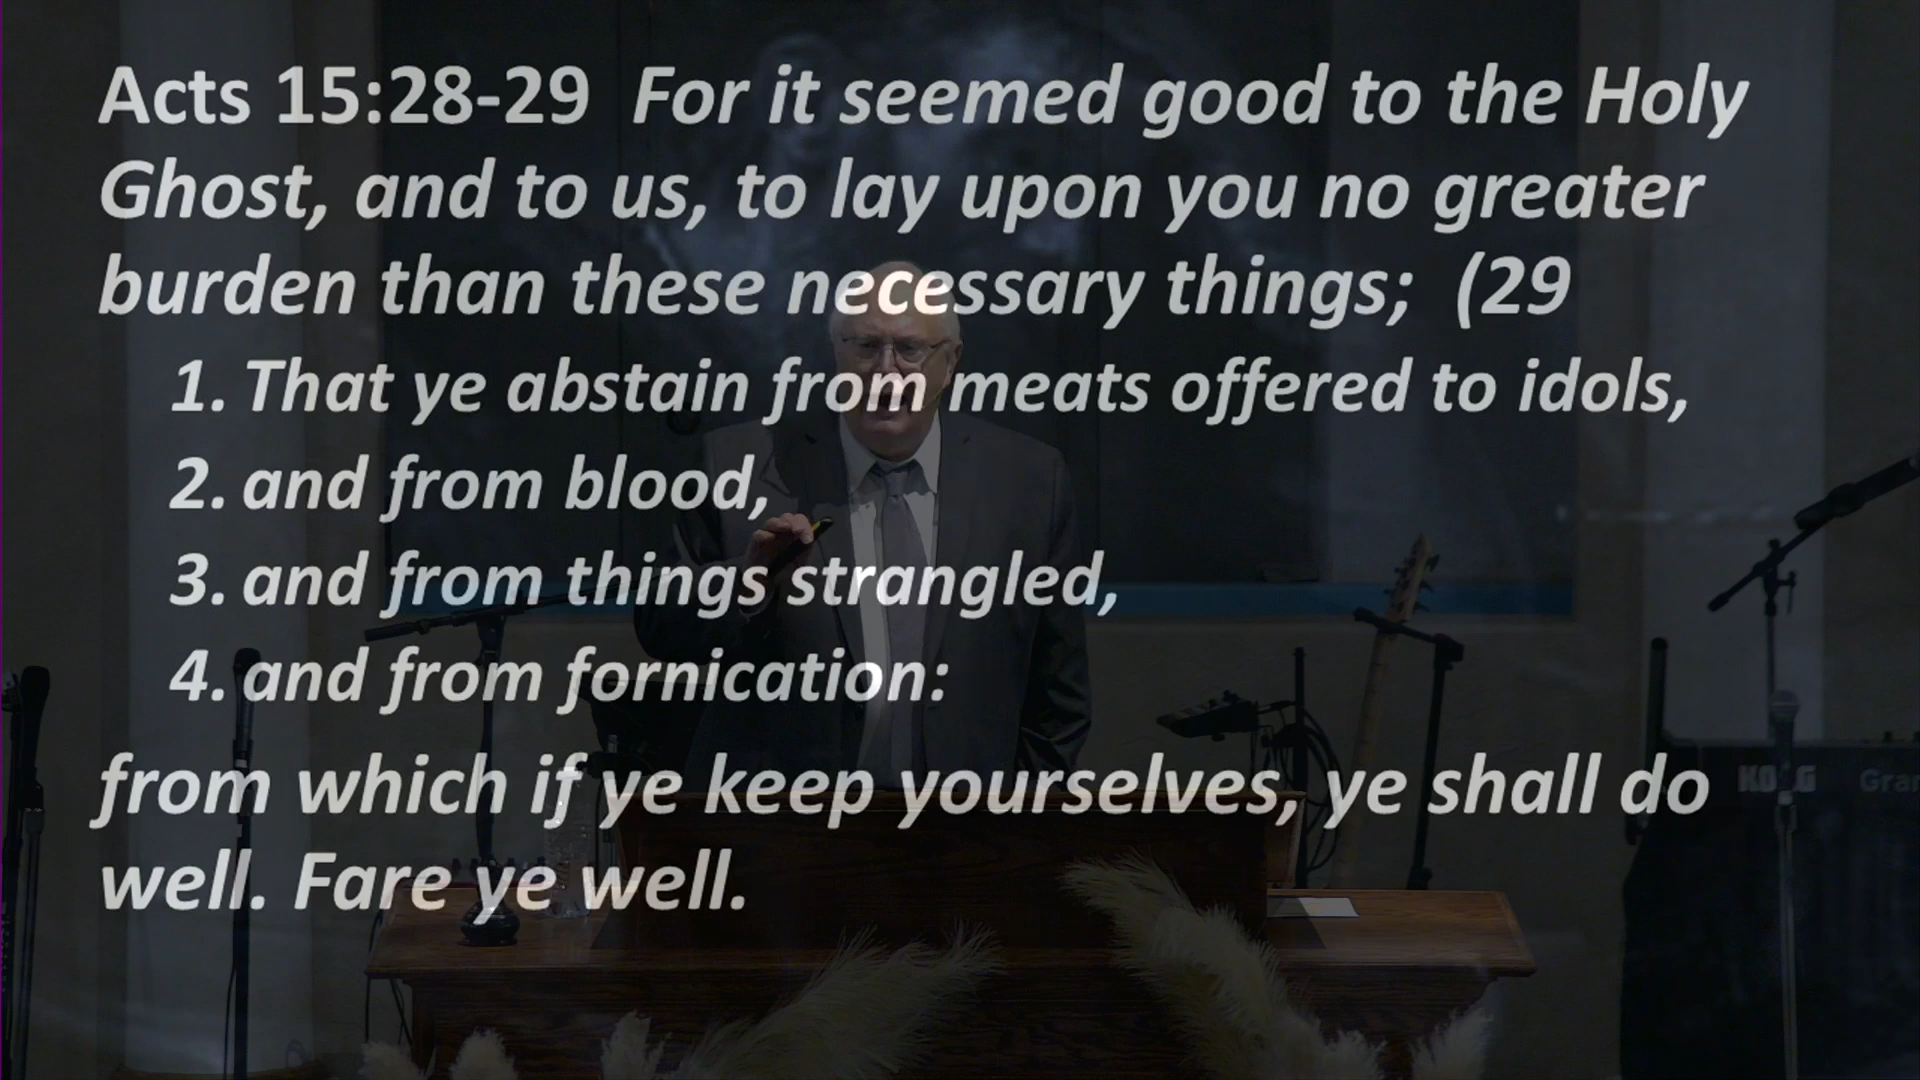 Acts 15:28-29 For it seemed good to the Holy
Ghost, and to us, to lay upon you no greater
burden than these necessary things; (29
1. That ye abstain from meats offered to idols,
2. and from blood,
3. and from things strangled,
4. and from fornication:
from which if ye keep yourselves, ye shall do
well. Fare ye well.
KORG